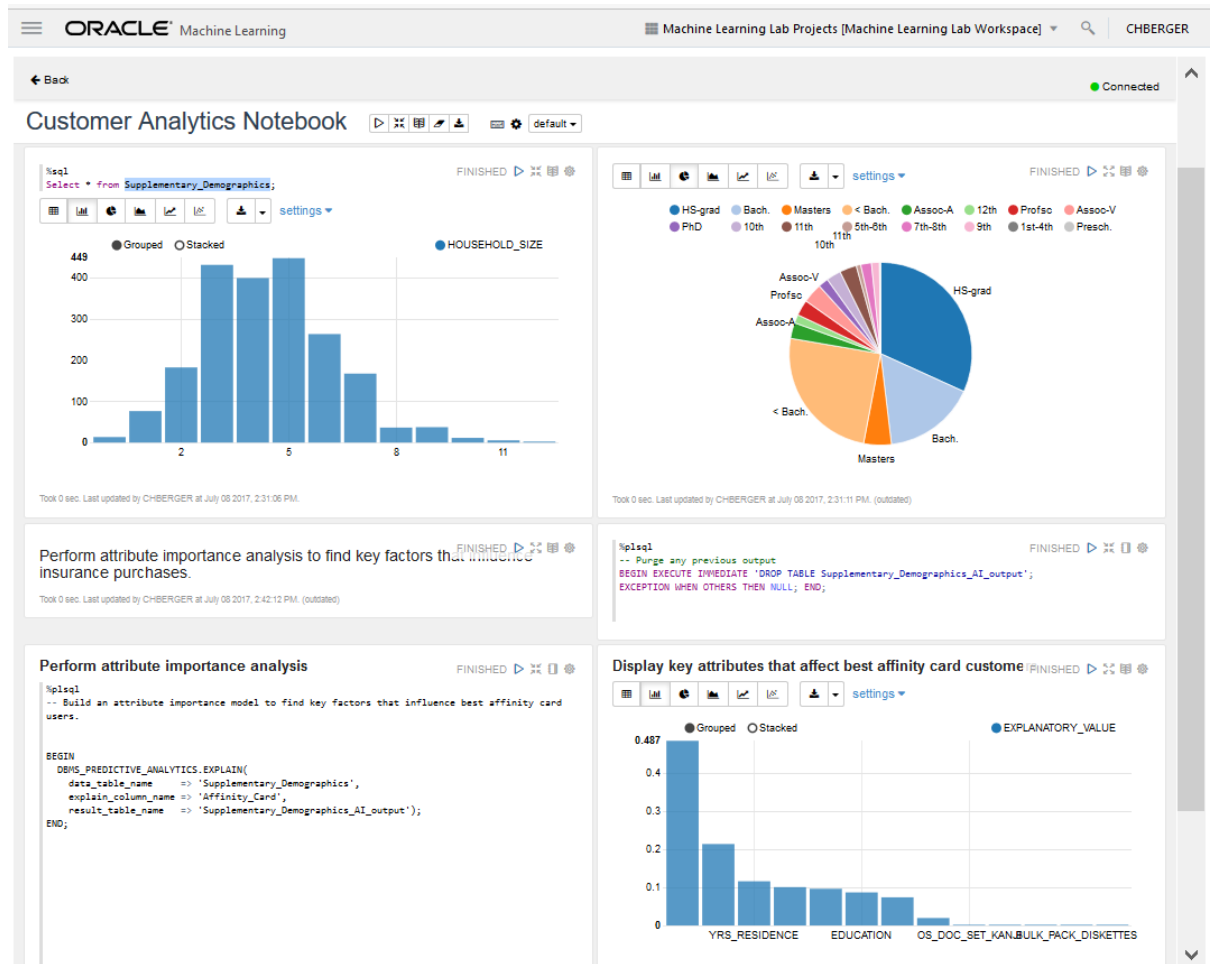 ORACLE® Machine Learning
Machine Learning Lab Projects [Machine Learning Lab Workspace]
CHBERGER
Back
Connected
Customer Analytics Notebook
default
%sql
Select * from Supplementary_Demographics;
FINISHED
settings
Grouped Stacked
HOUSEHOLD_SIZE
449
400
300
200
100
0
2 5 8 11
Took 0 sec. Last updated by CHBERGER at July 08 2017, 2:31:06 PM.
FINISHED
settings
HS-grad Bach. Masters < Bach. Assoc-A 12th Profsc Assoc-V
PhD 10th 11th 5th-6th 7th-8th 9th 1st-4th Presch.
11th
10th
Assoc-V
Profsc
Assoc-A
HS-grad
< Bach.
Bach.
Masters
Took 0 sec. Last updated by CHBERGER at July 08 2017, 2:31:11 PM. (outdated)
FINISHED
Perform attribute importance analysis to find key factors that influence
insurance purchases.
Took 0 sec. Last updated by CHBERGER at July 08 2017, 2:42:12 PM. (outdated)
%plsql
FINISHED
-- Purge any previous output
BEGIN EXECUTE IMMEDIATE 'DROP TABLE Supplementary_Demographics_AI_output';
EXCEPTION WHEN OTHERS THEN NULL; END;
Perform attribute importance analysis
FINISHED
%plsql
-- Build an attribute importance model to find key factors that influence best affinity card
users.
BEGIN
DBMS_PREDICTIVE_ANALYTICS.EXPLAIN(
data_table_name => 'Supplementary_Demographics',
explain_column_name => 'Affinity_Card',
result_table_name => 'Supplementary_Demographics_AI_output');
END;
Display key attributes that affect best affinity card custome
FINISHED
settings
Grouped Stacked
EXPLANATORY_VALUE
0.487
0.4
0.3
0.2
0.1
0
YRS_RESIDENCE EDUCATION OS_DOC_SET_KANJI BULK_PACK_DISKETTES